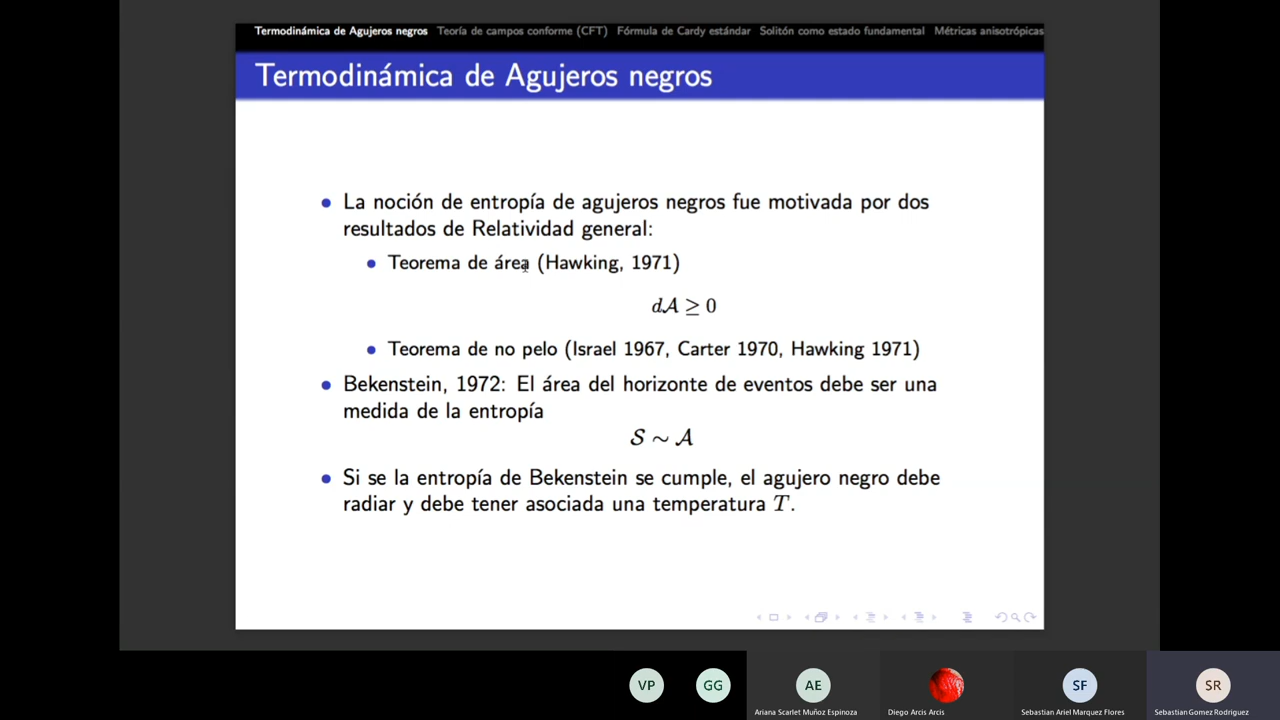 Termodinámica de Agujeros negros Teoría de campos conforme (CFT) Fórmula de Cardy estándar Solitón como estado fundamental Métricas anisotrópicas
Termodinámica de Agujeros negros
La noción de entropía de agujeros negros fue motivada por dos
resultados de Relatividad general:
Teorema de área (Hawking, 1971)
d𝒜 ≥ 0
Teorema de no pelo (Israel 1967, Carter 1970, Hawking 1971)
Bekenstein, 1972: El área del horizonte de eventos debe ser una
medida de la entropía
𝒮 ∼ 𝒜
Si se la entropía de Bekenstein se cumple, el agujero negro debe
radiar y debe tener asociada una temperatura T.
VP GG AE SF SR
Ariana Scarlet Muñoz Espinoza Diego Arcis Arcis Sebastian Ariel Marquez Flores Sebastian Gomez Rodriguez